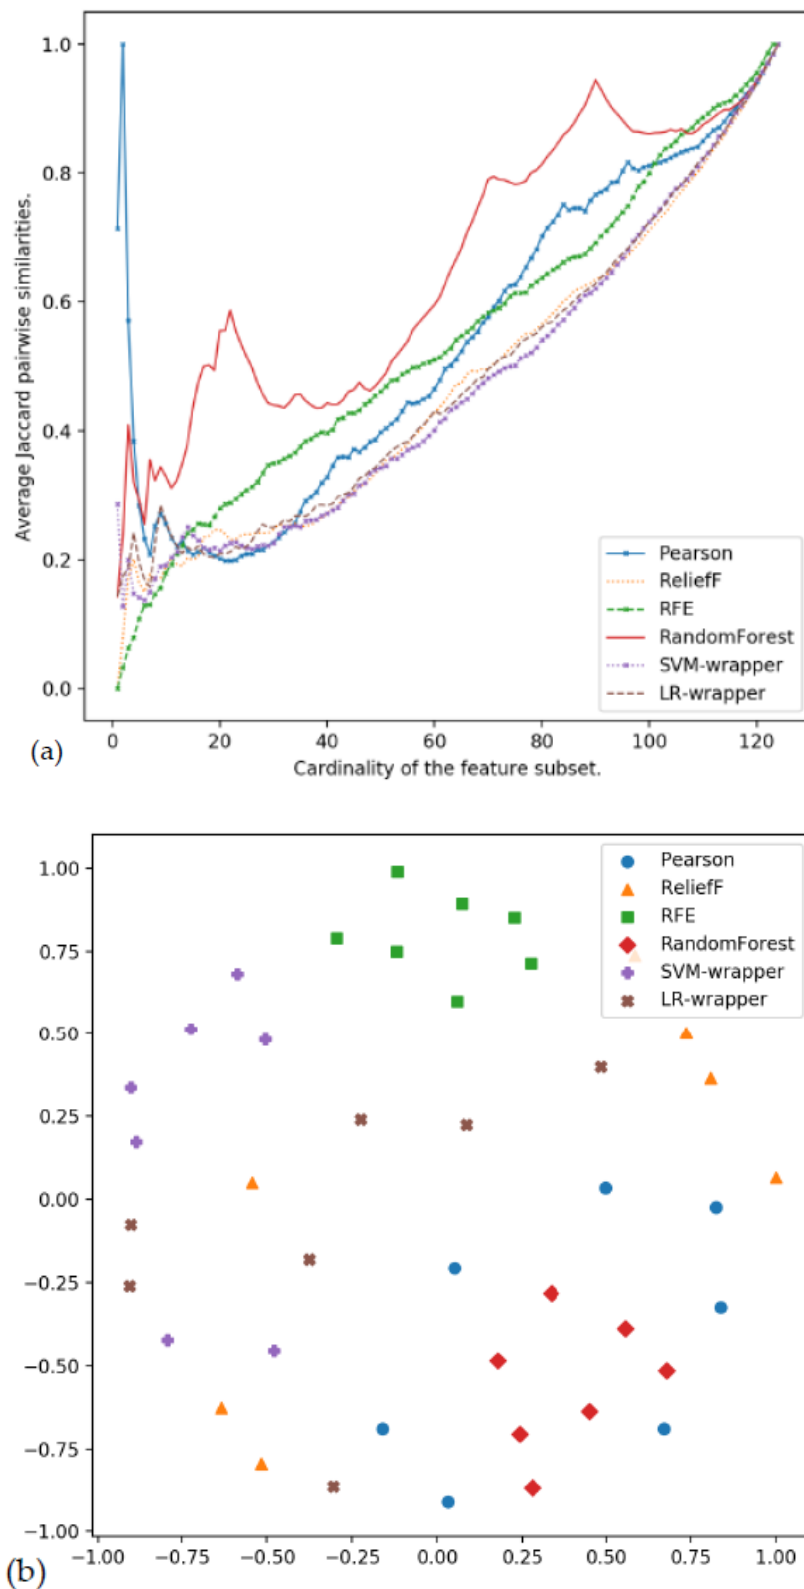 1.0
0.8
0.6
0.4
0.2
0.0
Average Jaccard pairwise similarities.
Pearson
ReliefF
RFE
RandomForest
SVM-wrapper
LR-wrapper
0
20
40
60
80
100
120
(a)
Cardinality of the feature subset.
1.00
0.75
0.50
0.25
0.00
−0.25
−0.50
−0.75
−1.00
Pearson
ReliefF
RFE
RandomForest
SVM-wrapper
LR-wrapper
−1.00
−0.75
−0.50
−0.25
0.00
0.25
0.50
0.75
1.00
(b)